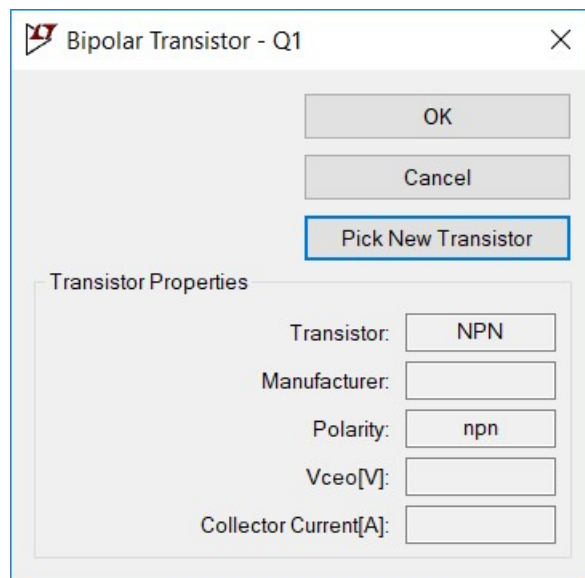 Bipolar Transistor - Q1
OK
Cancel
Pick New Transistor
Transistor Properties
Transistor: NPN
Manufacturer:
Polarity: npn
Vceo[V]:
Collector Current[A]: